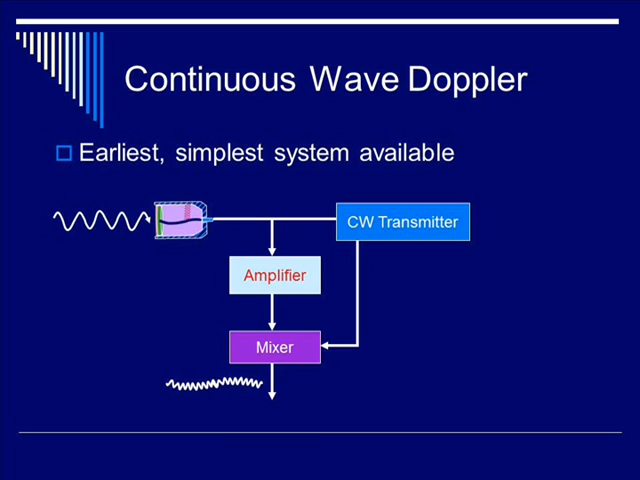 Continuous Wave Doppler
Earliest, simplest system available
CW Transmitter
Amplifier
Mixer